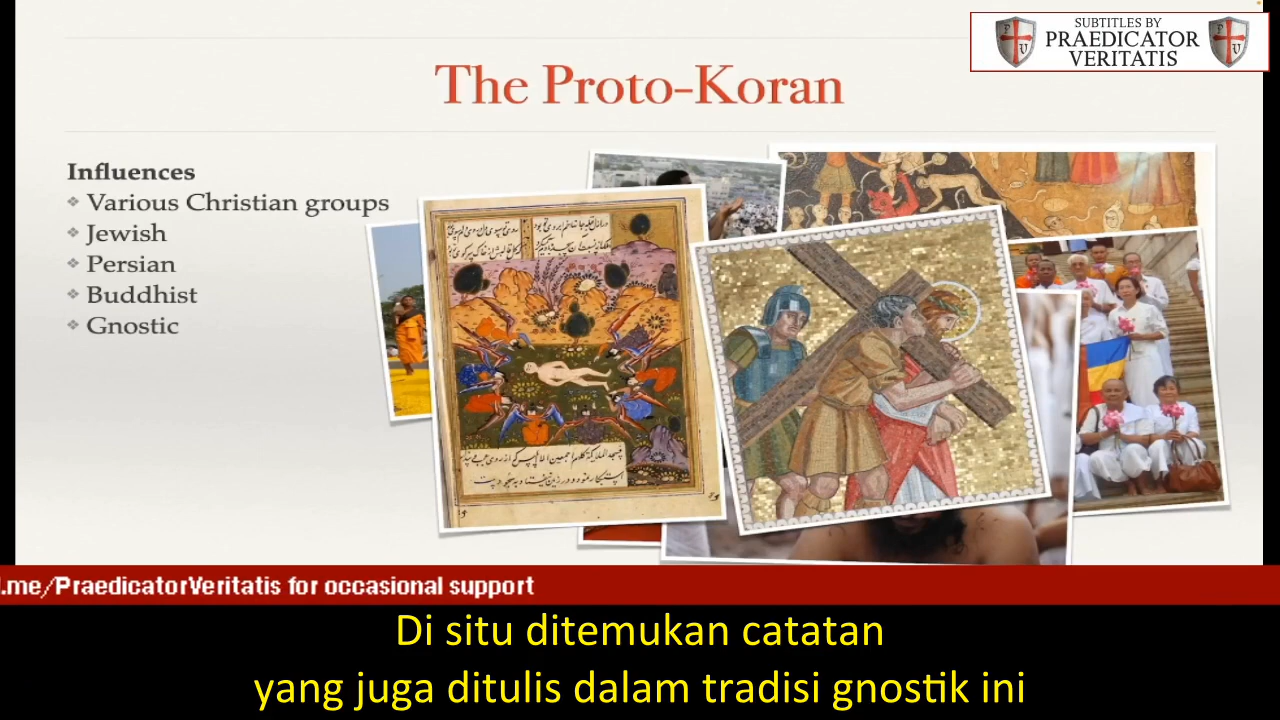 SUBTITLES BY
PRAEDICATOR
VERITATIS
The Proto-Koran
Influences
Various Christian groups
Jewish
Persian
Buddhist
Gnostic
.me/PraedicatorVeritatis for occasional support
Di situ ditemukan catatan
yang juga ditulis dalam tradisi gnostik ini